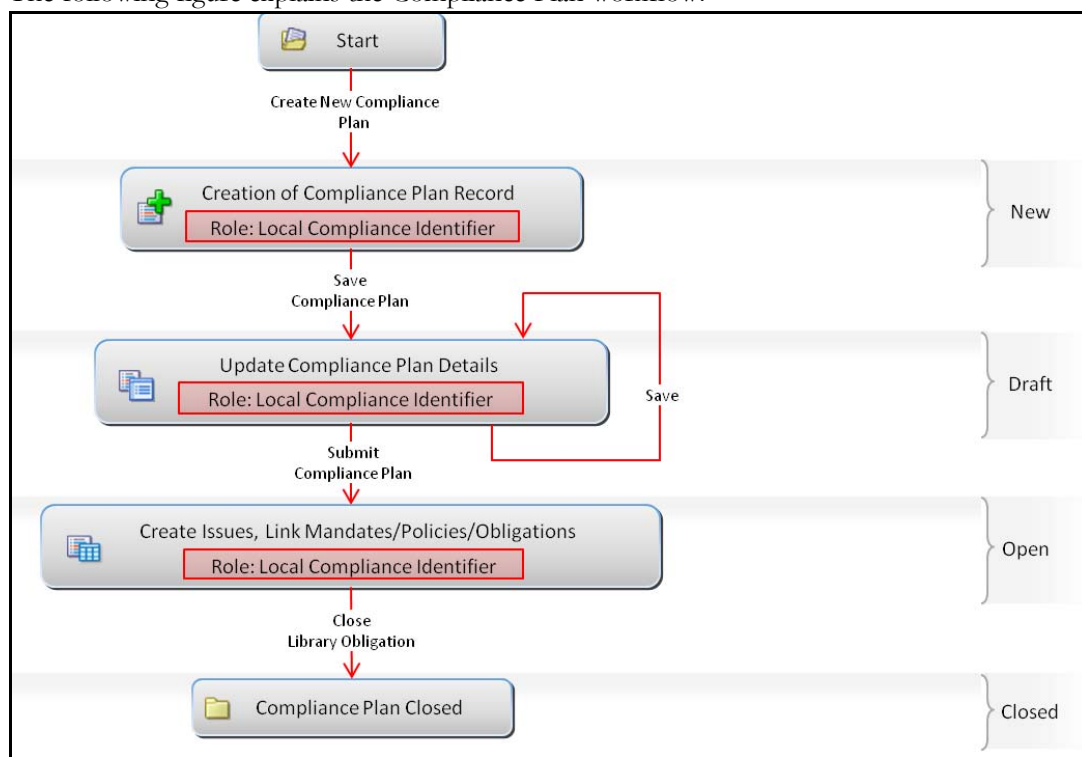 The following figure explains the Compliance Plan workflow:
Start
Create New Compliance
Plan
Creation of Compliance Plan Record
Role: Local Compliance Identifier
New
Save
Compliance Plan
Update Compliance Plan Details
Role: Local Compliance Identifier
Save
Draft
Submit
Compliance Plan
Create Issues, Link Mandates/Policies/Obligations
Role: Local Compliance Identifier
Open
Close
Library Obligation
Compliance Plan Closed
Closed